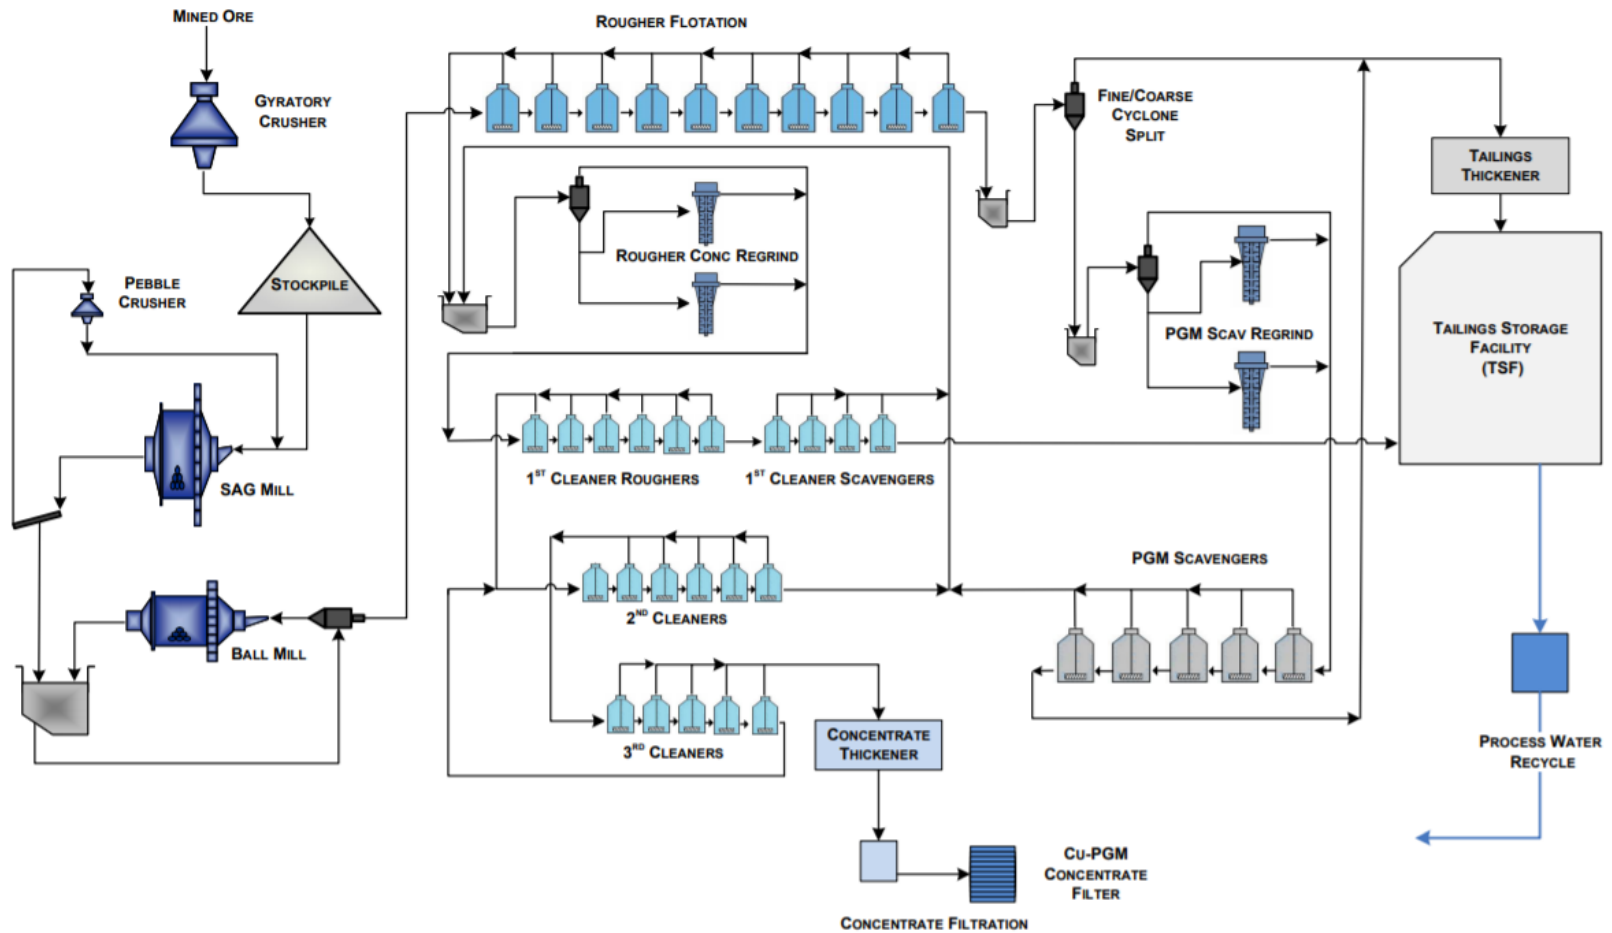 MINED ORE
ROUGHER FLOTATION
GYRATORY
CRUSHER
FINE/COARSE
CYCLONE
SPLIT
TAILINGS
THICKENER
ROUGHER CONC REGRIND
PEBBLE
CRUSHER
STOCKPILE
PGM SCAV REGRIND
TAILINGS STORAGE
FACILITY
(TSF)
SAG MILL
1ST CLEANER ROUGHERS
1ST CLEANER SCAVENGERS
PGM SCAVENGERS
2ND CLEANERS
BALL MILL
3RD CLEANERS
CONCENTRATE
THICKENER
PROCESS WATER
RECYCLE
CU-PGM
CONCENTRATE
FILTER
CONCENTRATE FILTRATION